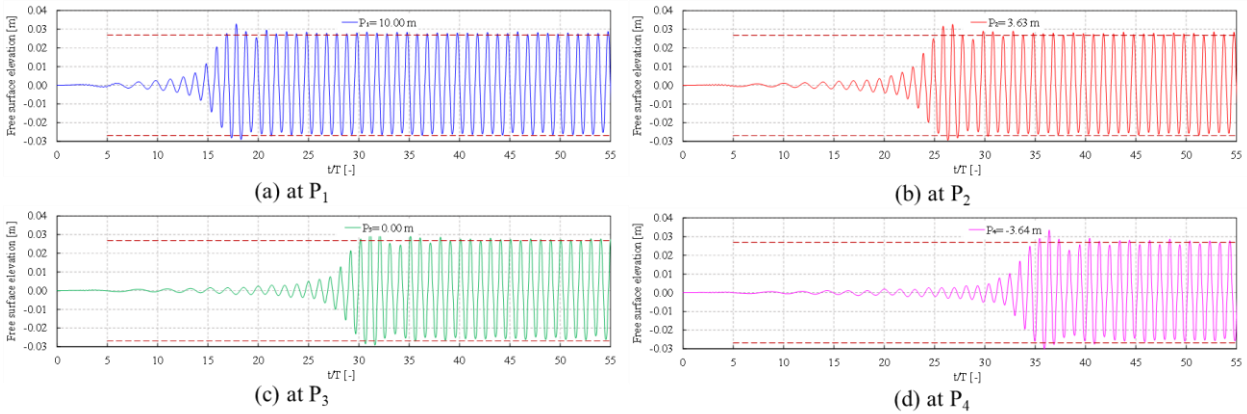 P₁= 10.00 m
Free surface elevation [m]
0.04
0.03
0.02
0.01
0.00
-0.01
-0.02
-0.03
0 5 10 15 20 25 30 35 40 45 50 55
t/T [-]
(a) at P₁
P₂= 3.63 m
Free surface elevation [m]
0.04
0.03
0.02
0.01
0.00
-0.01
-0.02
-0.03
0 5 10 15 20 25 30 35 40 45 50 55
t/T [-]
(b) at P₂
P₃= 0.00 m
Free surface elevation [m]
0.04
0.03
0.02
0.01
0.00
-0.01
-0.02
-0.03
0 5 10 15 20 25 30 35 40 45 50 55
t/T [-]
(c) at P₃
P₄= -3.64 m
Free surface elevation [m]
0.04
0.03
0.02
0.01
0.00
-0.01
-0.02
-0.03
0 5 10 15 20 25 30 35 40 45 50 55
t/T [-]
(d) at P₄